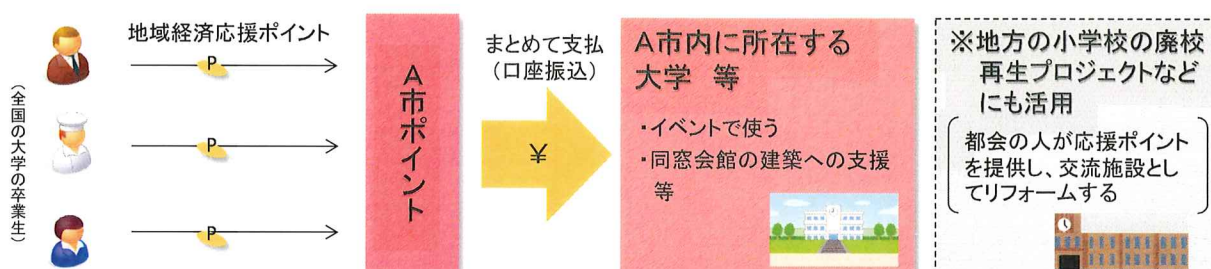 (全国の大学の卒業生)
地域経済応援ポイント
P
P
P
A市ポイント
まとめて支払
(口座振込)
¥
A市内に所在する
大学 等
・イベントで使う
・同窓会館の建築への支援
等
※地方の小学校の廃校
再生プロジェクトなど
にも活用
都会の人が応援ポイント
を提供し、交流施設とし
てリフォームする